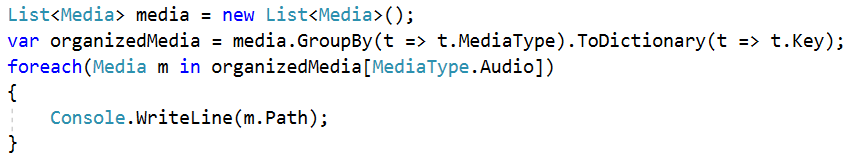 List<Media> media = new List<Media>();
var organizedMedia = media.GroupBy(t => t.MediaType).ToDictionary(t => t.Key);
foreach(Media m in organizedMedia[MediaType.Audio])
{
    Console.WriteLine(m.Path);
}